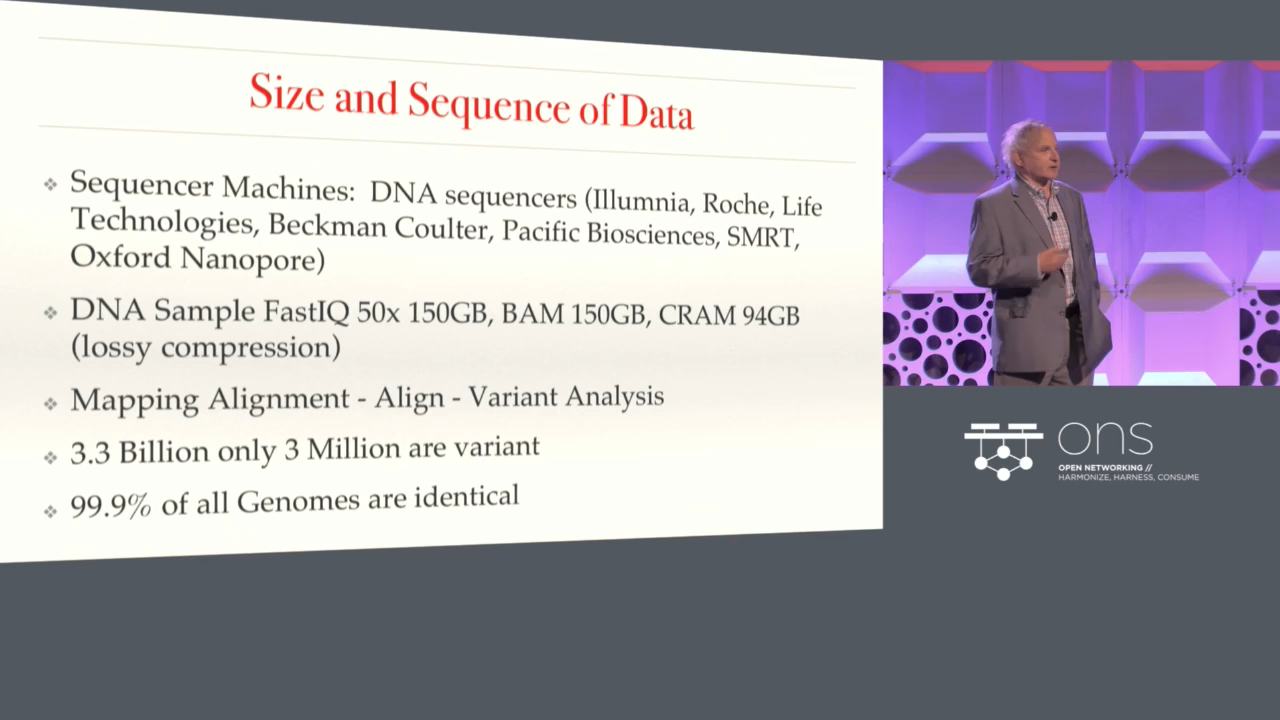 Size and Sequence of Data
Sequencer Machines: DNA sequencers (Illumnia, Roche, Life
Technologies, Beckman Coulter, Pacific Biosciences, SMRT,
Oxford Nanopore)
DNA Sample FastIQ 50x 150GB, BAM 150GB, CRAM 94GB
(lossy compression)
Mapping Alignment - Align - Variant Analysis
3.3 Billion only 3 Million are variant
99.9% of all Genomes are identical
ons
OPEN NETWORKING //
HARMONIZE, HARNESS, CONSUME